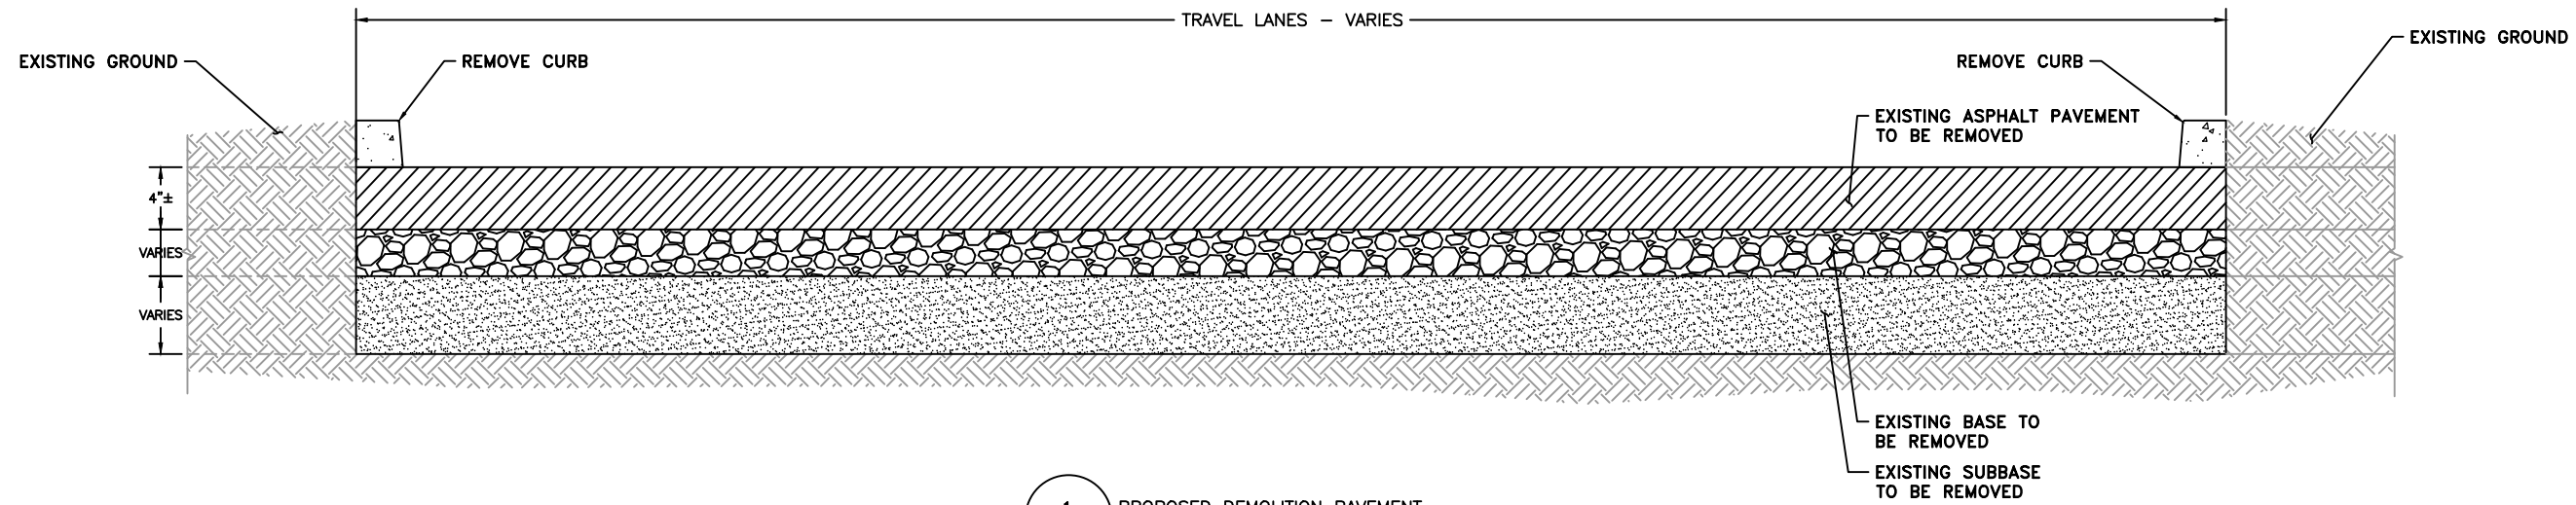 TRAVEL LANES - VARIES
EXISTING GROUND
EXISTING GROUND
REMOVE CURB
REMOVE CURB
EXISTING ASPHALT PAVEMENT
TO BE REMOVED
4"±
VARIES
VARIES
EXISTING BASE TO
BE REMOVED
EXISTING SUBBASE
TO BE REMOVED
1
PROPOSED DEMOLITION PAVEMENT